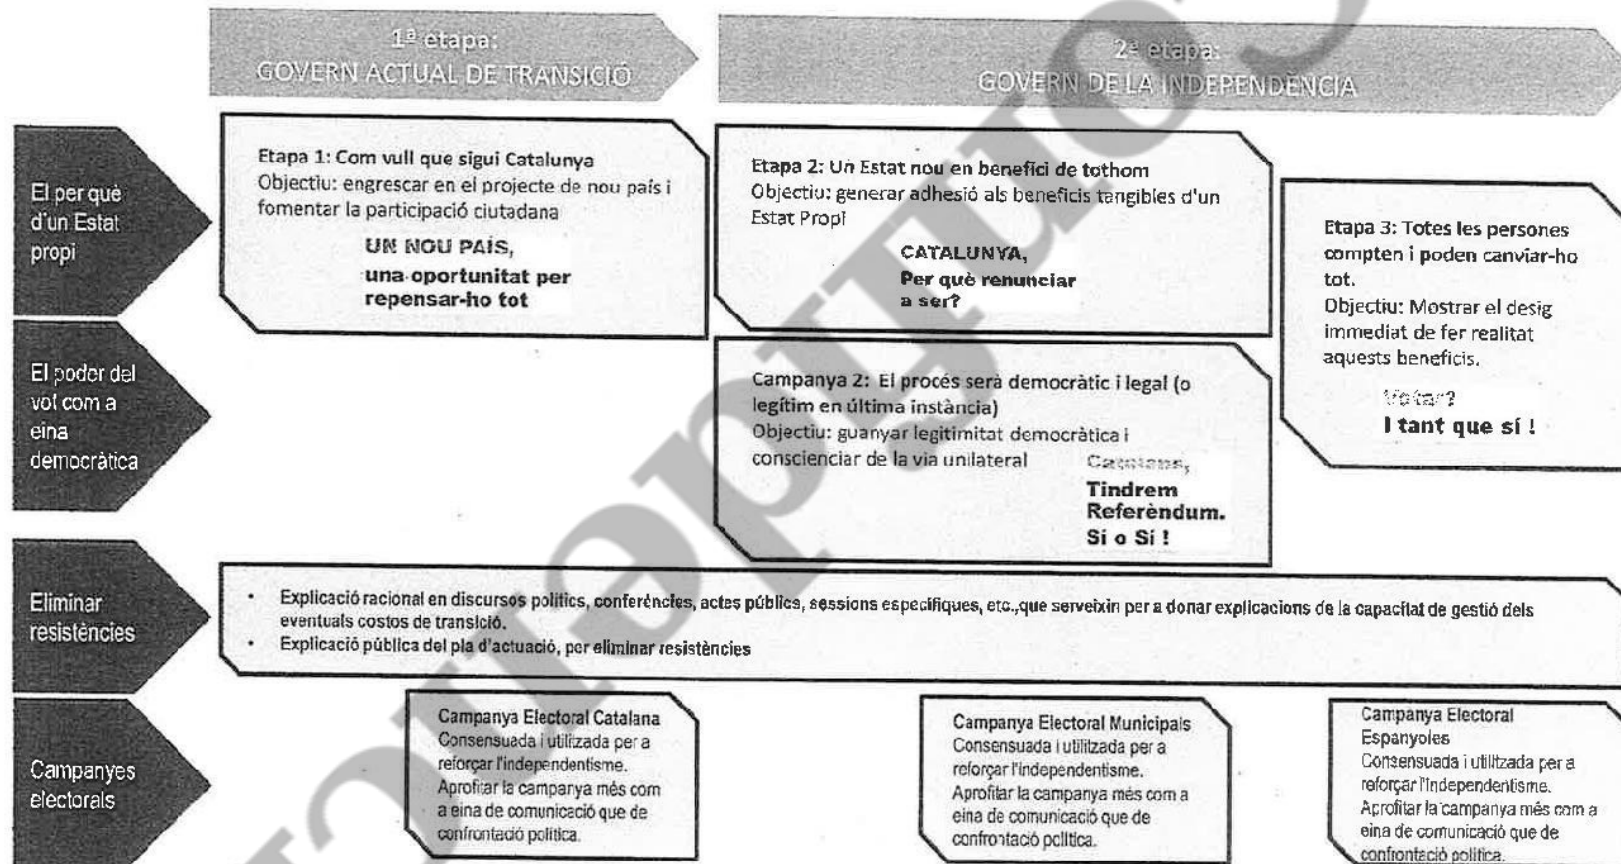 1ª etapa:
GOVERN ACTUAL DE TRANSICIÓ
2ª etapa:
GOVERN DE LA INDEPENDÈNCIA
El per què
d'un Estat
propi
Etapa 1: Com vull que sigui Catalunya
Objectiu: engrescar en el projecte de nou país i
fomentar la participació ciutadana
UN NOU PAÍS,
una oportunitat per
repensar-ho tot
Etapa 2: Un Estat nou en benefici de tothom
Objectiu: generar adhesió als beneficis tangibles d'un
Estat Propi
CATALUNYA,
Per què renunciar
a ser?
Etapa 3: Totes les persones
compten i poden canviar-ho
tot.
Objectiu: Mostrar el desig
immediat de fer realitat
aquests beneficis.
Votar?
I tant que sí !
El poder del
vot com a
eina
democràtica
Campanya 2: El procés serà democràtic i legal (o
legítim en última instància)
Objectiu: guanyar legitimitat democràtica i
conscienciar de la via unilateral
Catalans,
Tindrem
Referèndum.
Si o Si !
Eliminar
resistències
• Explicació racional en discursos polítics, conferències, actes públics, sessions específiques, etc.,que serveixin per a donar explicacions de la capacitat de gestió dels
eventuals costos de transició.
• Explicació pública del pla d'actuació, per eliminar resistències
Campanyes
electorals
Campanya Electoral Catalana
Consensuada i utilitzada per a
reforçar l'independentisme.
Aprofitar la campanya més com
a eina de comunicació que de
confrontació política.
Campanya Electoral Municipals
Consensuada i utilitzada per a
reforçar l'independentisme.
Aprofitar la campanya més com a
eina de comunicació que de
confrontació política.
Campanya Electoral
Espanyoles
Consensuada i utilitzada per a
reforçar l'independentisme.
Aprofitar la campanya més com a
eina de comunicació que de
confrontació política.